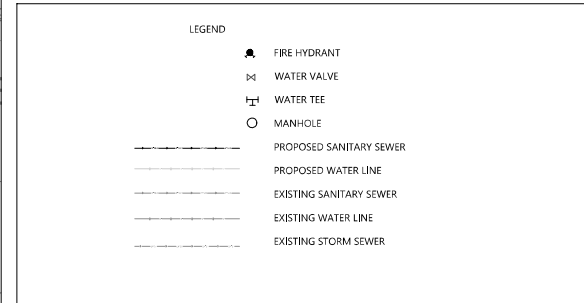 LEGEND
FIRE HYDRANT
WATER VALVE
WATER TEE
MANHOLE
PROPOSED SANITARY SEWER
PROPOSED WATER LINE
EXISTING SANITARY SEWER
EXISTING WATER LINE
EXISTING STORM SEWER